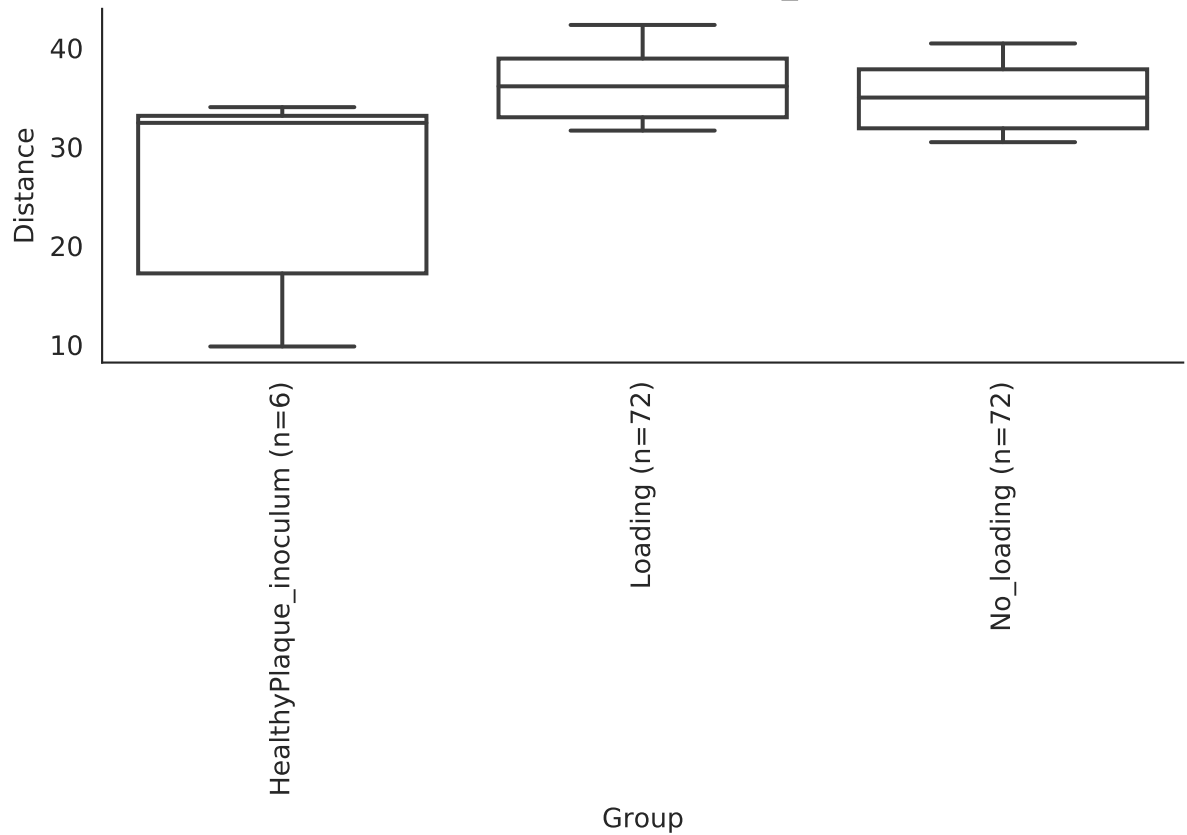 40
30
20
10
Distance
HealthyPlaque_inoculum (n=6)
Loading (n=72)
No_loading (n=72)
Group